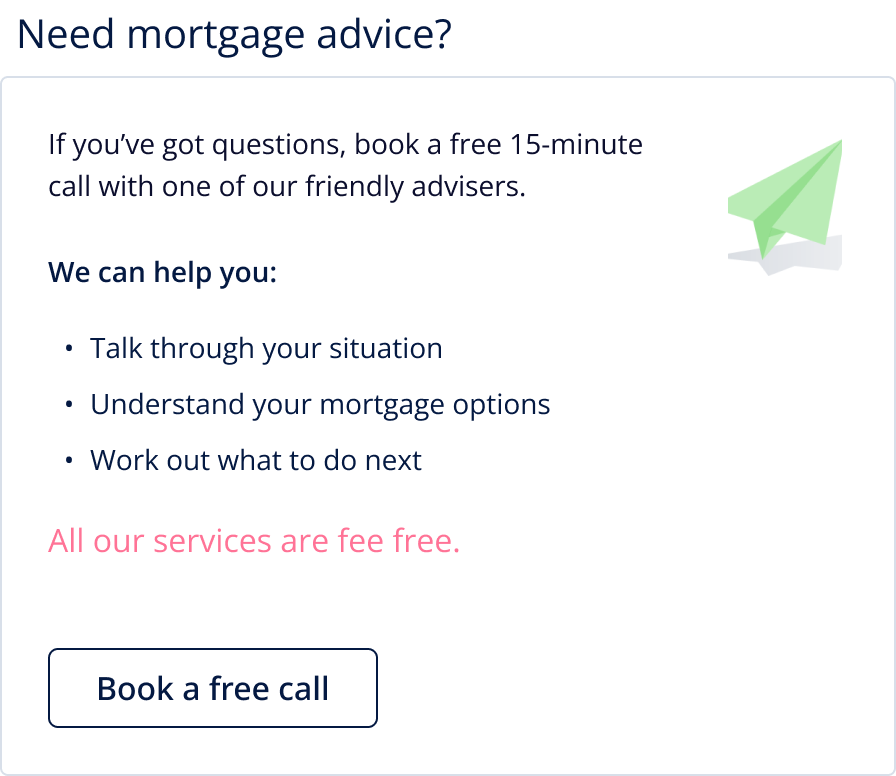 Need mortgage advice?
If you’ve got questions, book a free 15-minute
call with one of our friendly advisers.
We can help you:
• Talk through your situation
• Understand your mortgage options
• Work out what to do next
All our services are fee free.
Book a free call